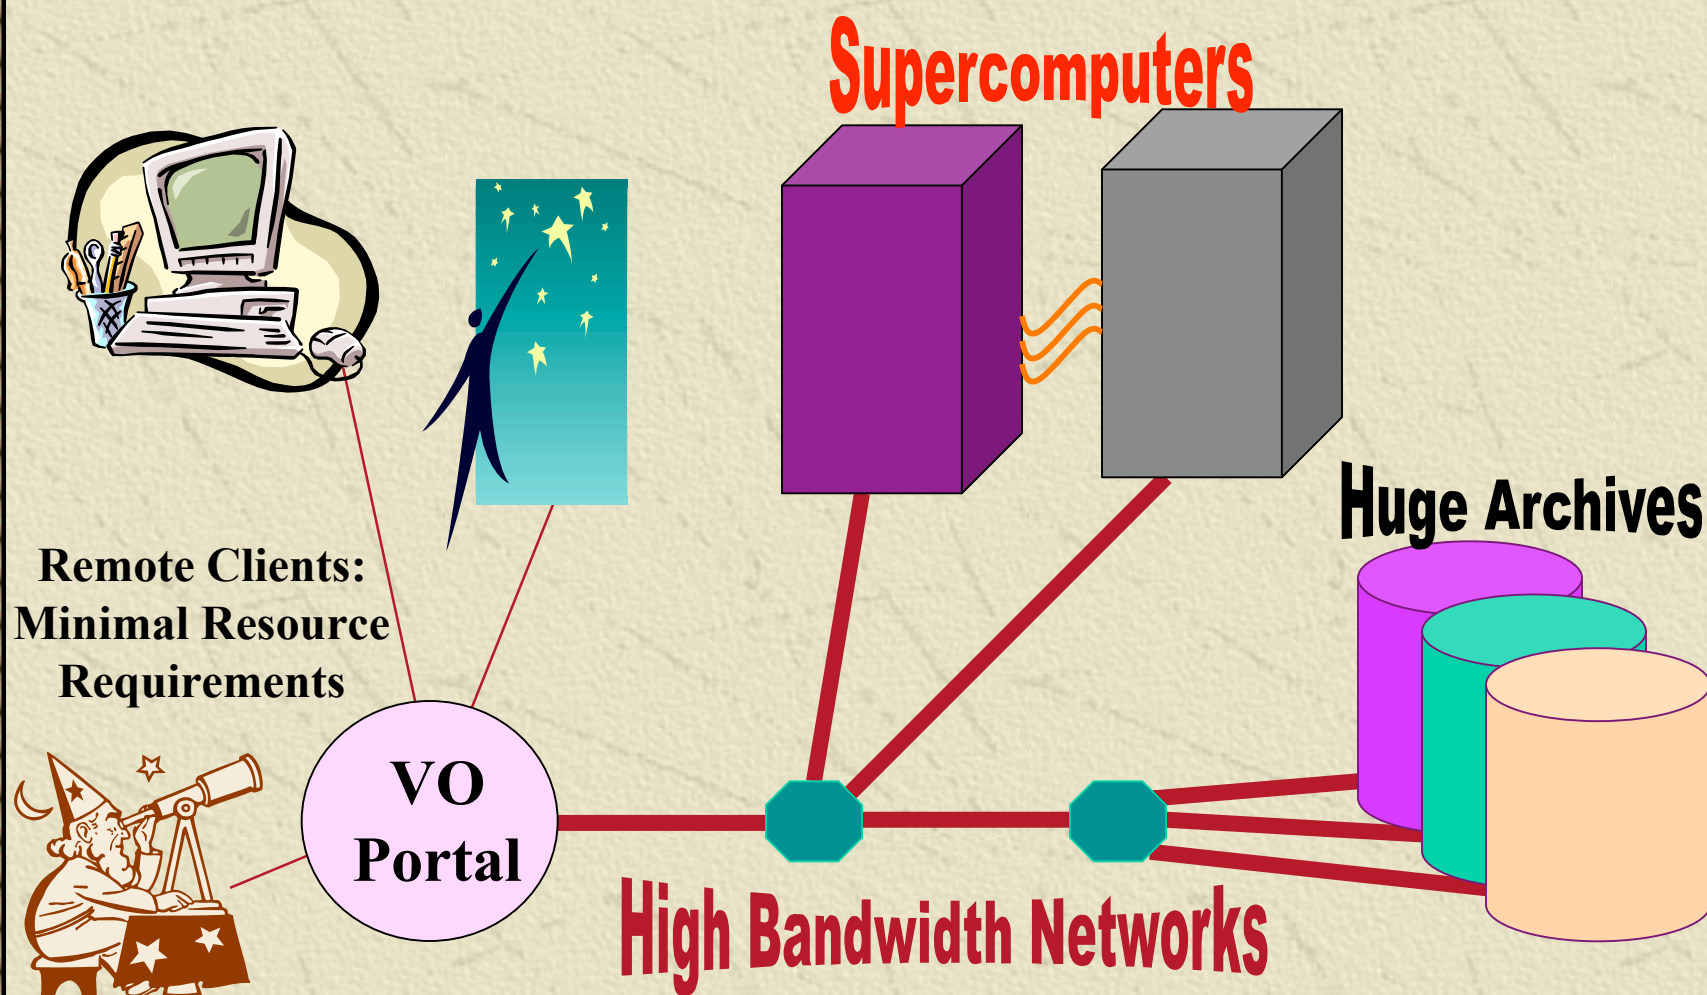 Supercomputers
Huge Archives
Remote Clients:
Minimal Resource
Requirements
VO
Portal
High Bandwidth Networks